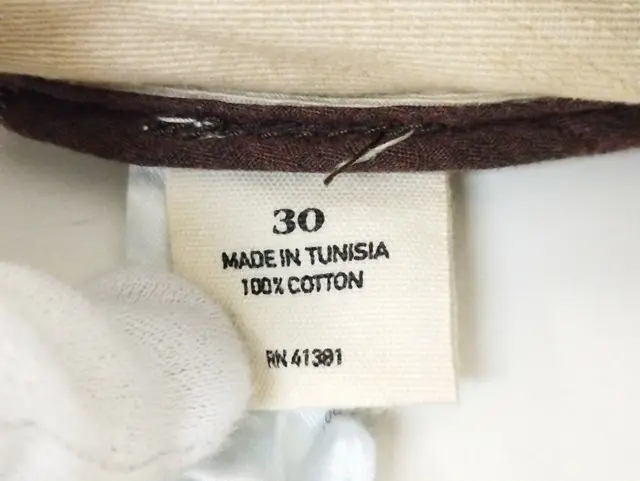 30
MADE IN TUNISIA
100% COTTON
RN 41381